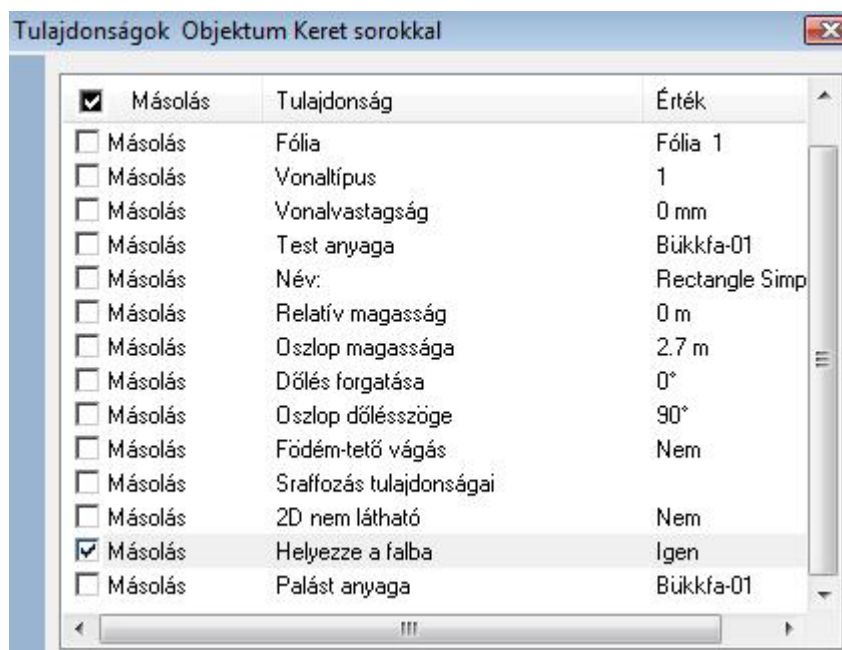 Tulajdonságok Objektum Keret sorokkal
Másolás Tulajdonság Érték
Másolás Fólia Fólia 1
Másolás Vonaltípus 1
Másolás Vonalvastagság 0 mm
Másolás Test anyaga Bükkfa-01
Másolás Név: Rectangle Simp
Másolás Relatív magasság 0 m
Másolás Oszlop magassága 2.7 m
Másolás Dőlés forgatása 0°
Másolás Oszlop dőlésszöge 90°
Másolás Födém-tető vágás Nem
Másolás Sraffozás tulajdonságai
Másolás 2D nem látható Nem
Másolás Helyezze a falba Igen
Másolás Palást anyaga Bükkfa-01